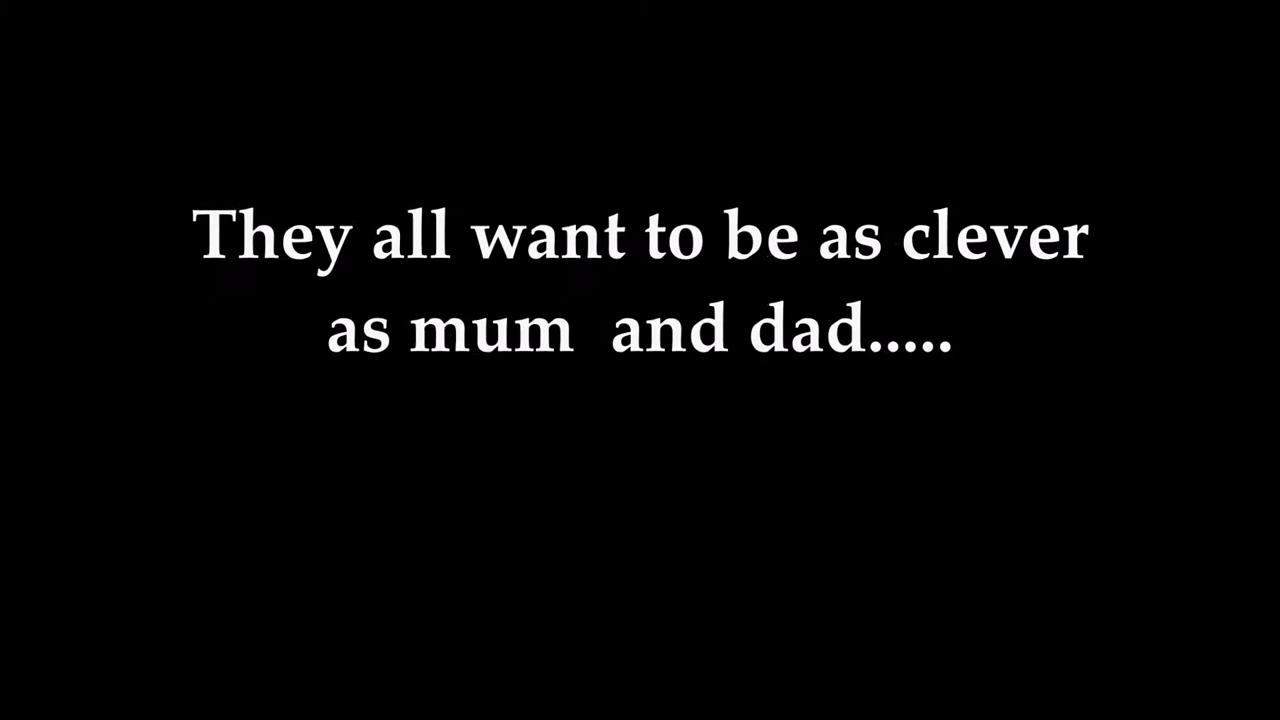 They all want to be as clever
as mum  and dad.....